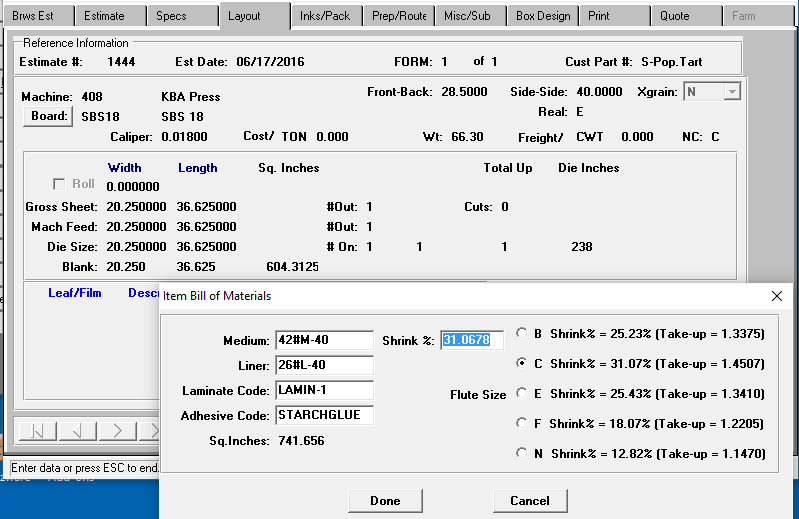 Brws Est Estimate Specs Layout Inks/Pack Prep/Route Misc/Sub Box Design Print Quote Farm
Reference Information
Estimate #: 1444 Est Date: 06/17/2016 FORM: 1 of 1 Cust Part #: S-Pop.Tart
Machine: 408 KBA Press Front-Back: 28.5000 Side-Side: 40.0000 Xgrain: N
Board: SBS18 SBS 18 Real: E
Caliper: 0.01800 Cost/ TON 0.000 Wt: 66.30 Freight/ CWT 0.000 NC: C
Width Length Sq. Inches Total Up Die Inches
Roll 0.000000
Gross Sheet: 20.250000 36.625000 #Out: 1 Cuts: 0
Mach Feed: 20.250000 36.625000 #Out: 1
Die Size: 20.250000 36.625000 # On: 1 1 1 238
Blank: 20.250 36.625 604.3125
Leaf/Film Descr
Item Bill of Materials
Medium: 42#M-40 Shrink %: 31.0678 B Shrink% = 25.23% (Take-up = 1.3375)
Liner: 26#L-40 C Shrink% = 31.07% (Take-up = 1.4507)
Laminate Code: LAMIN-1 Flute Size E Shrink% = 25.43% (Take-up = 1.3410)
Adhesive Code: STARCHGLUE F Shrink% = 18.07% (Take-up = 1.2205)
Sq.Inches: 741.656 N Shrink% = 12.82% (Take-up = 1.1470)
Enter data or press ESC to end.
Done Cancel